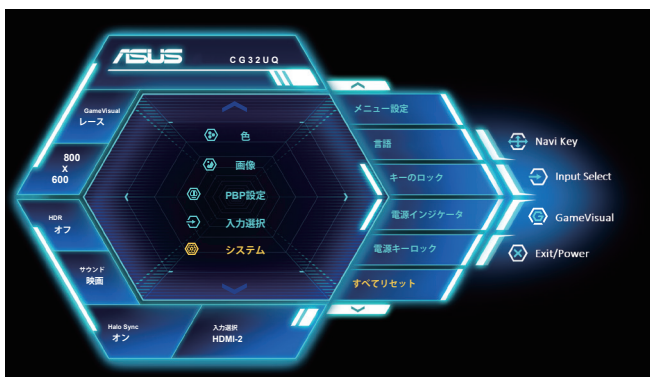 ASUS
CG32UQ
GameVisual
レース
800
X
600
HDR
オフ
サウンド
映画
Halo Sync
オン
入力選択
HDMI-2
色
画像
PBP設定
入力選択
システム
メニュー設定
言語
キーのロック
電源インジケータ
電源キーロック
すべてリセット
Navi Key
Input Select
GameVisual
Exit/Power